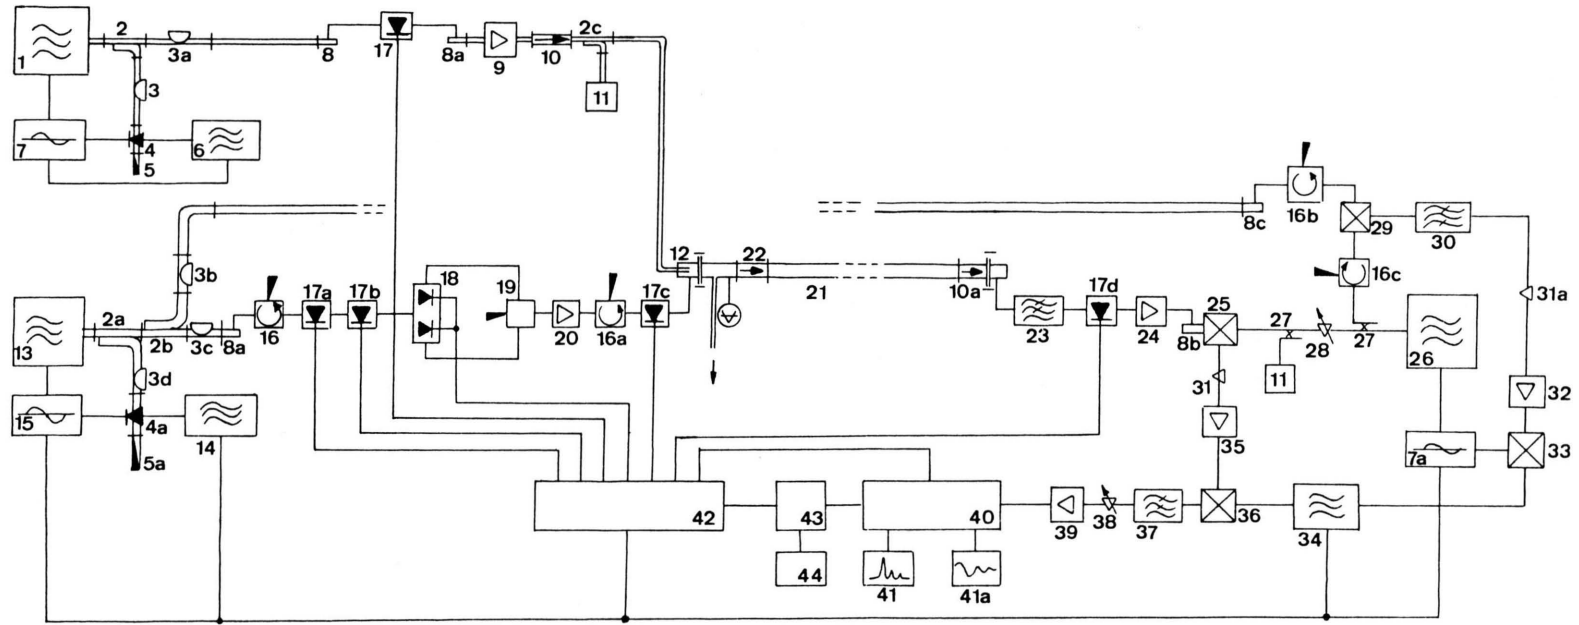 1 2 3a 8 17 8a 9 10 2c 11
3
7 4 5 6
16b
8c 29 30
3b 12 22
18 19 16c
17a 17b 17c 21 10a 17d 25 31a
13 2a 2b 3c 8a 16 20 16a 23 24 8b 27 28 27 26
3d 31 11 32
15 4a 14 35 7a 33
5a
42 43 40 39 38 37 36 34
44 41 41a